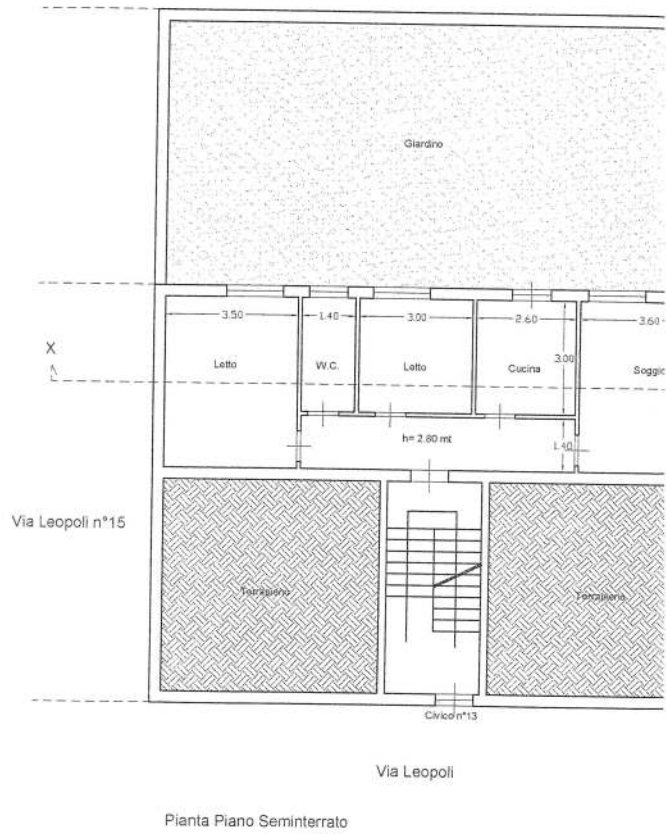 Giardino
3.50
1.40
3.00
2.60
3.60
X
Letto
W.C.
Letto
Cucina
3.00
Soggio
h= 2.80 mt
1.40
Via Leopoli n°15
Terrapieno
Terrapieno
Civico n°13
Via Leopoli
Pianta Piano Seminterrato